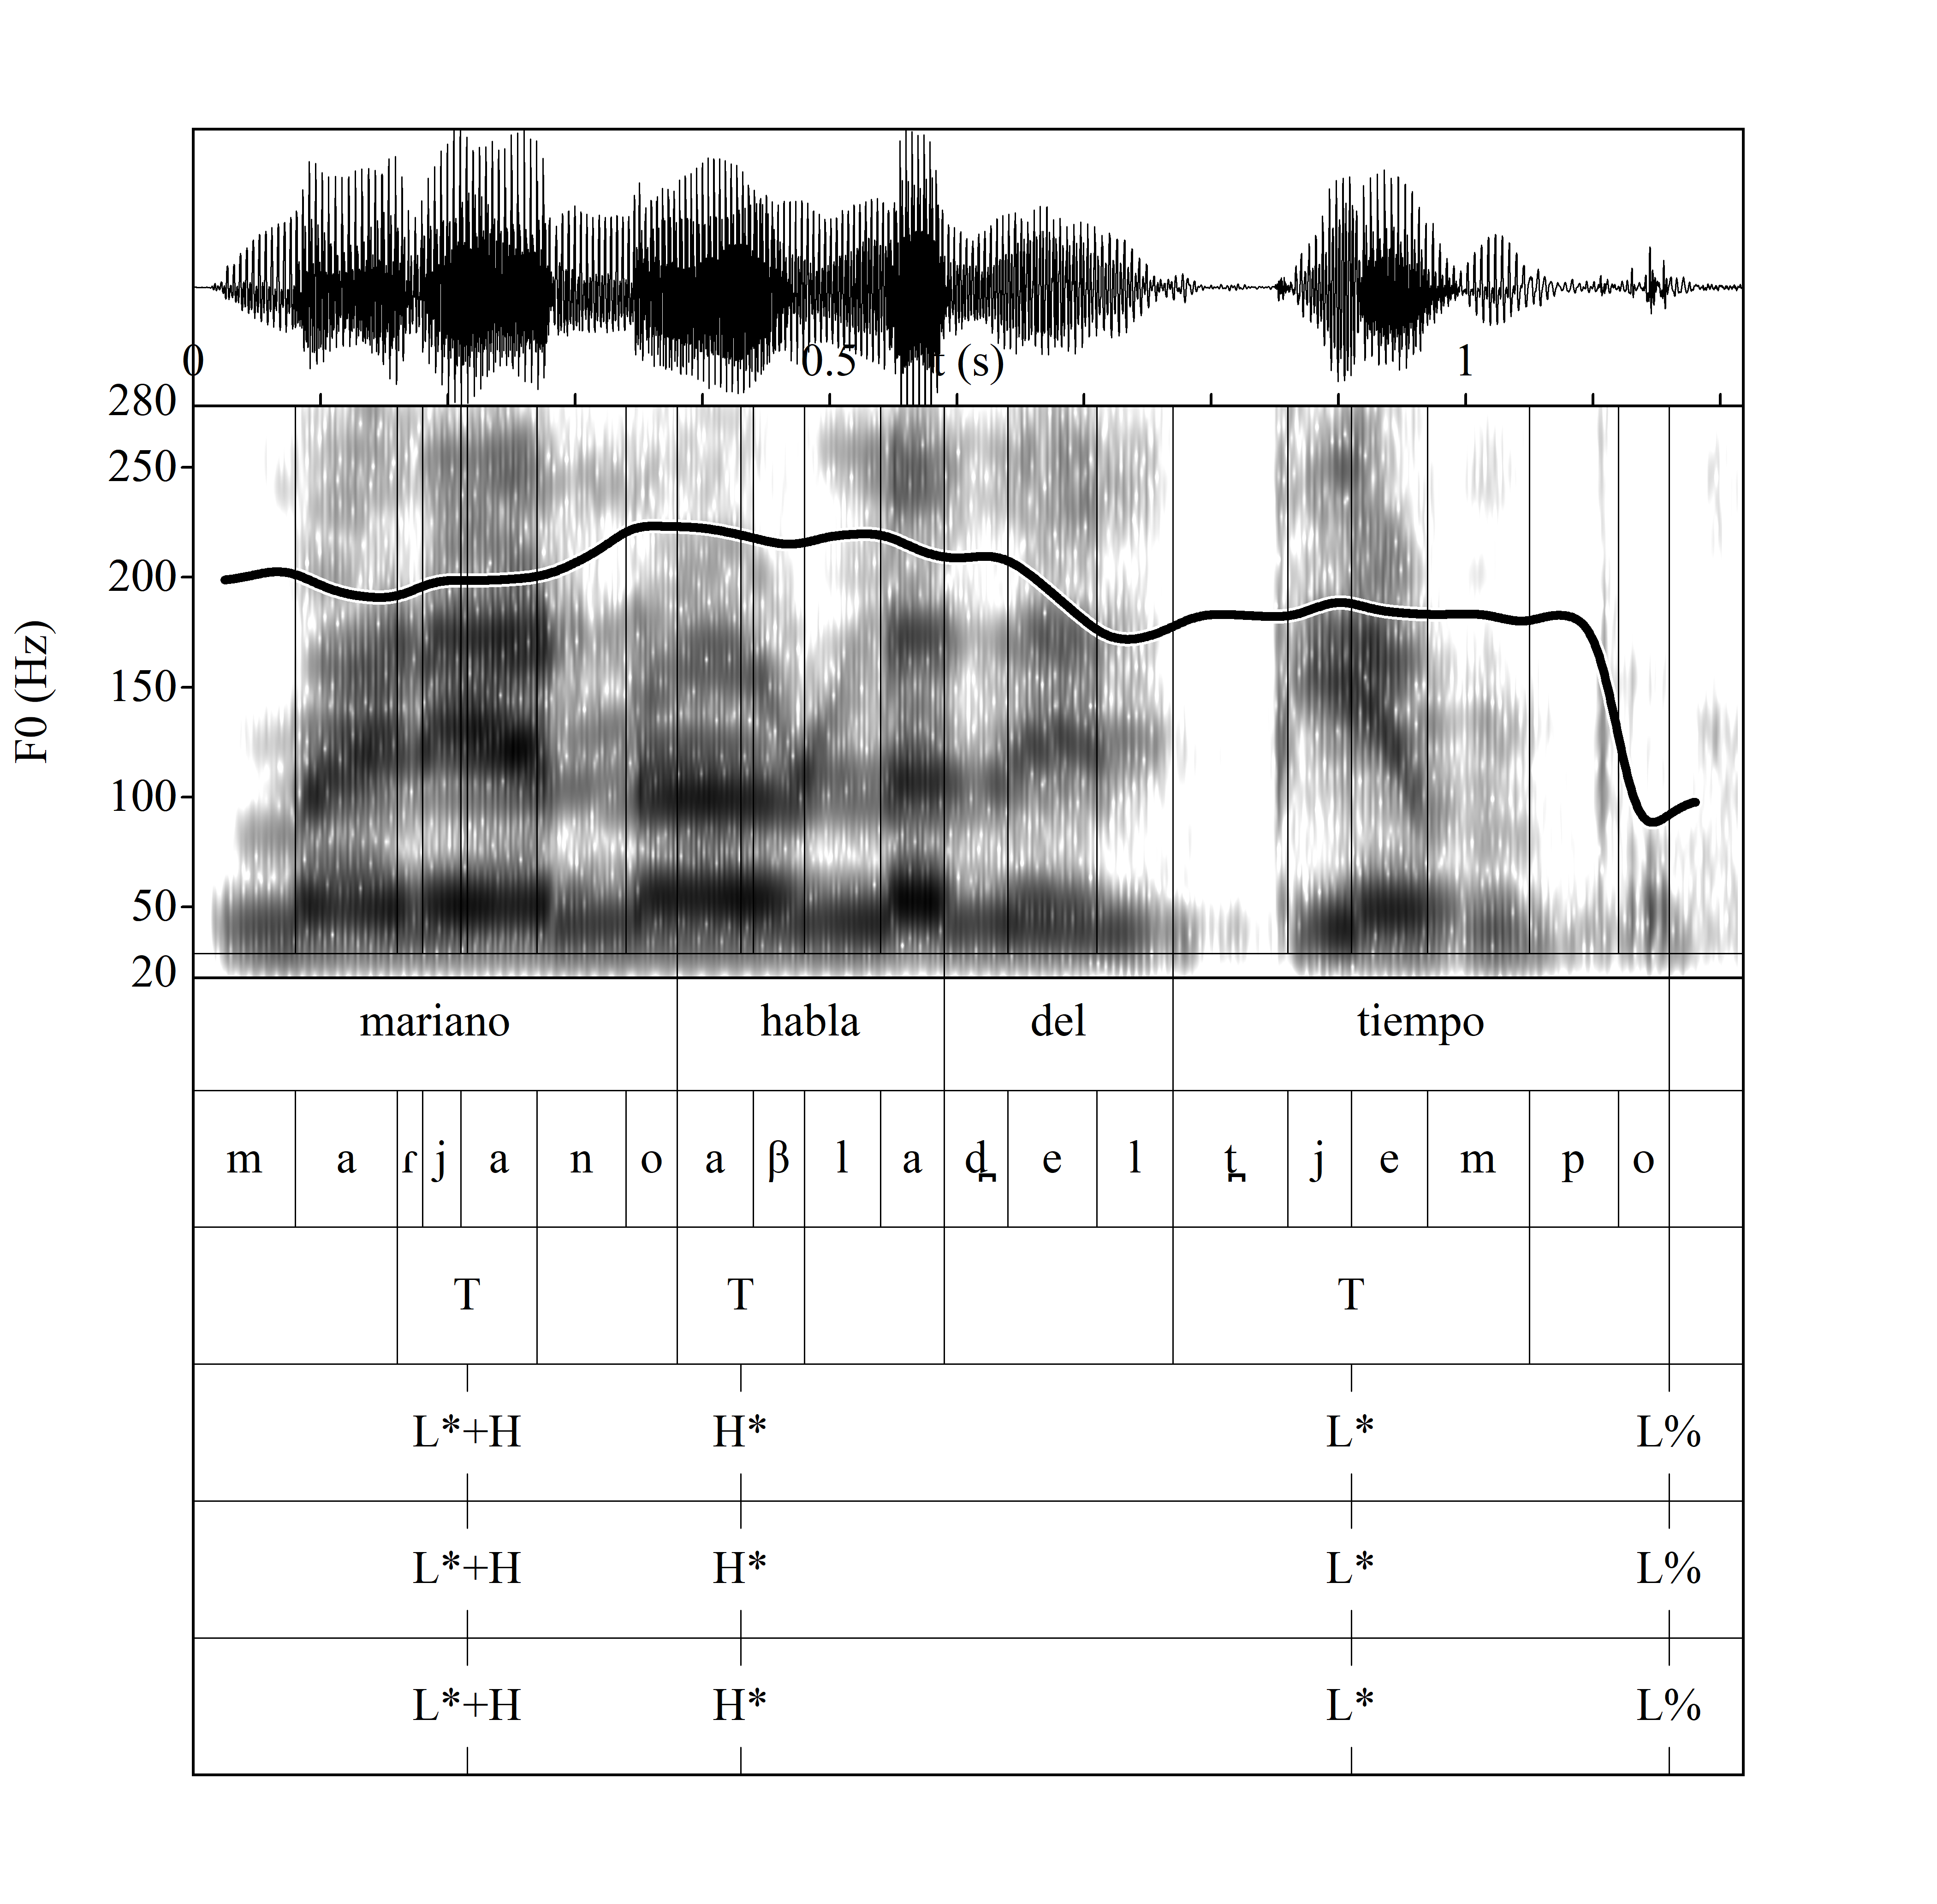 0 0.5 t (s) 1
280
250
200
150
100
50
20
F0 (Hz)
mariano habla del tiempo
m a ɾ j a n o a β l a d̪ e l t̪ j e m p o
T T T
L*+H H* L* L%
L*+H H* L* L%
L*+H H* L* L%